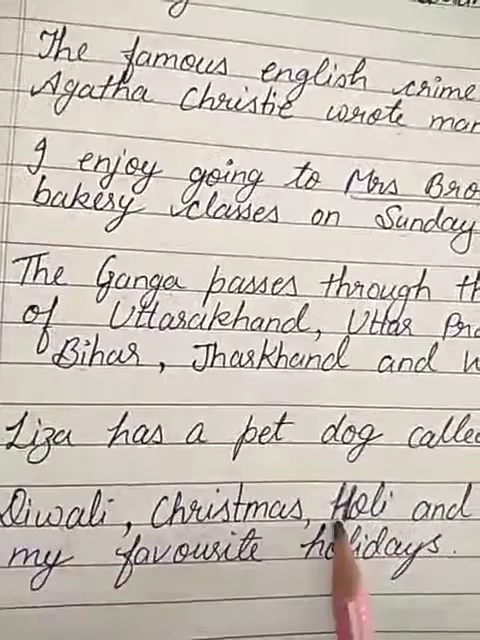 The famous english crime
Agatha Christie wrote
I enjoy going to Mrs
bakery classes on Sunday
The Ganga passes through
of Uttarakhand, Uttar
Bihar, Jharkhand and
Liza has a pet dog
Diwali, Christmas, Holi and
my favourite holidays.